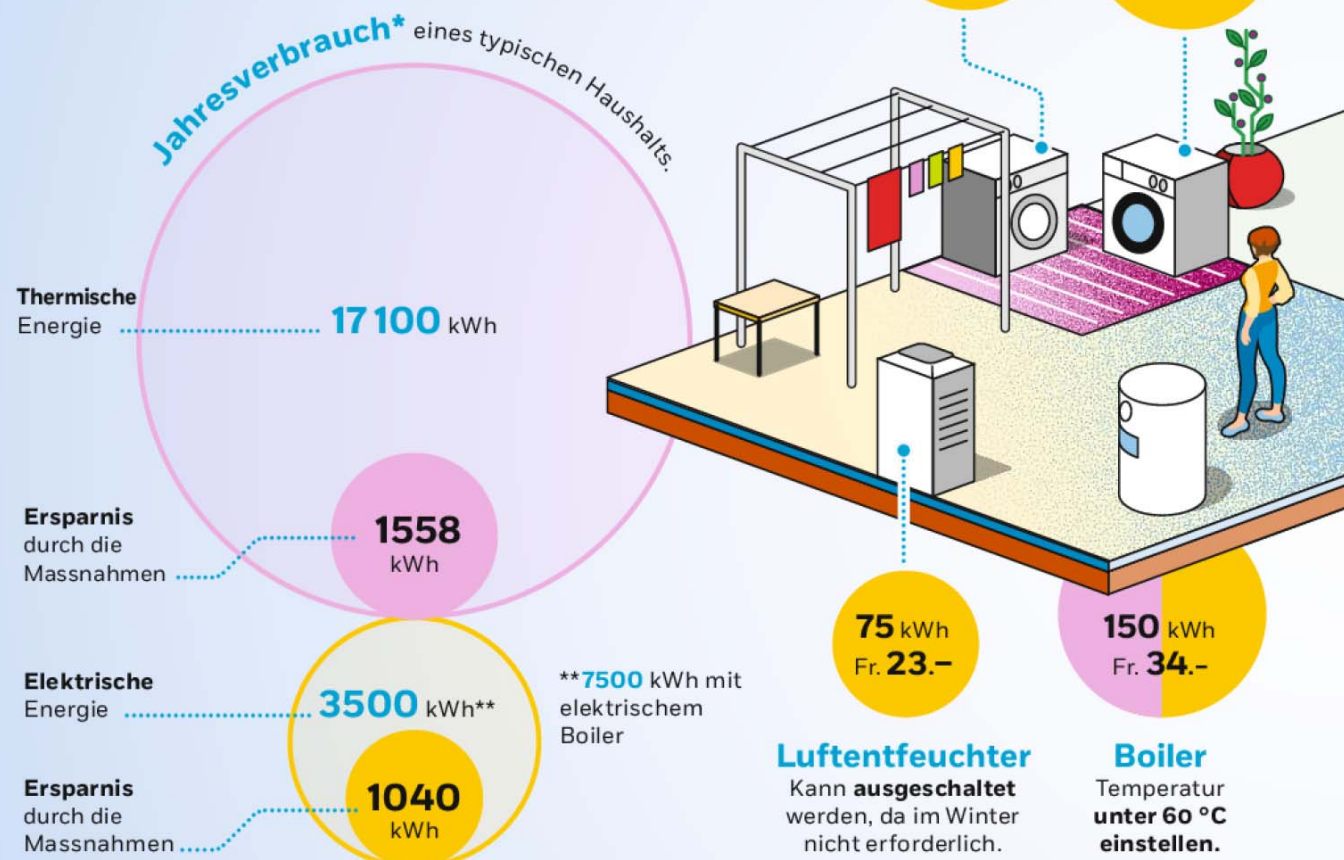 Jahresverbrauch* eines typischen Haushalts.
Thermische
Energie
17 100 kWh
Ersparnis
durch die
Massnahmen
1558
kWh
Elektrische
Energie
3500 kWh**
**7500 kWh mit
elektrischem
Boiler
Ersparnis
durch die
Massnahmen
1040
kWh
75 kWh
Fr. 23.–
Luftentfeuchter
Kann ausgeschaltet
werden, da im Winter
nicht erforderlich.
150 kWh
Fr. 34.-
Boiler
Temperatur
unter 60 °C
einstellen.